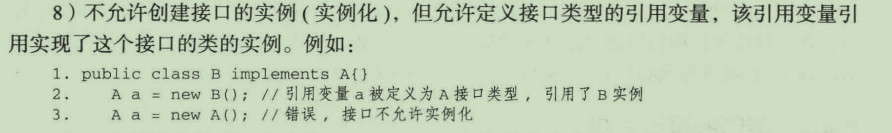 8）不允许创建接口的实例(实例化)，但允许定义接口类型的引用变量，该引用变量引
用实现了这个接口的类的实例。例如：
1. public class B implements A{}
2. A a = new B(); //引用变量a被定义为A接口类型，引用了B实例
3. A a = new A(); //错误，接口不允许实例化